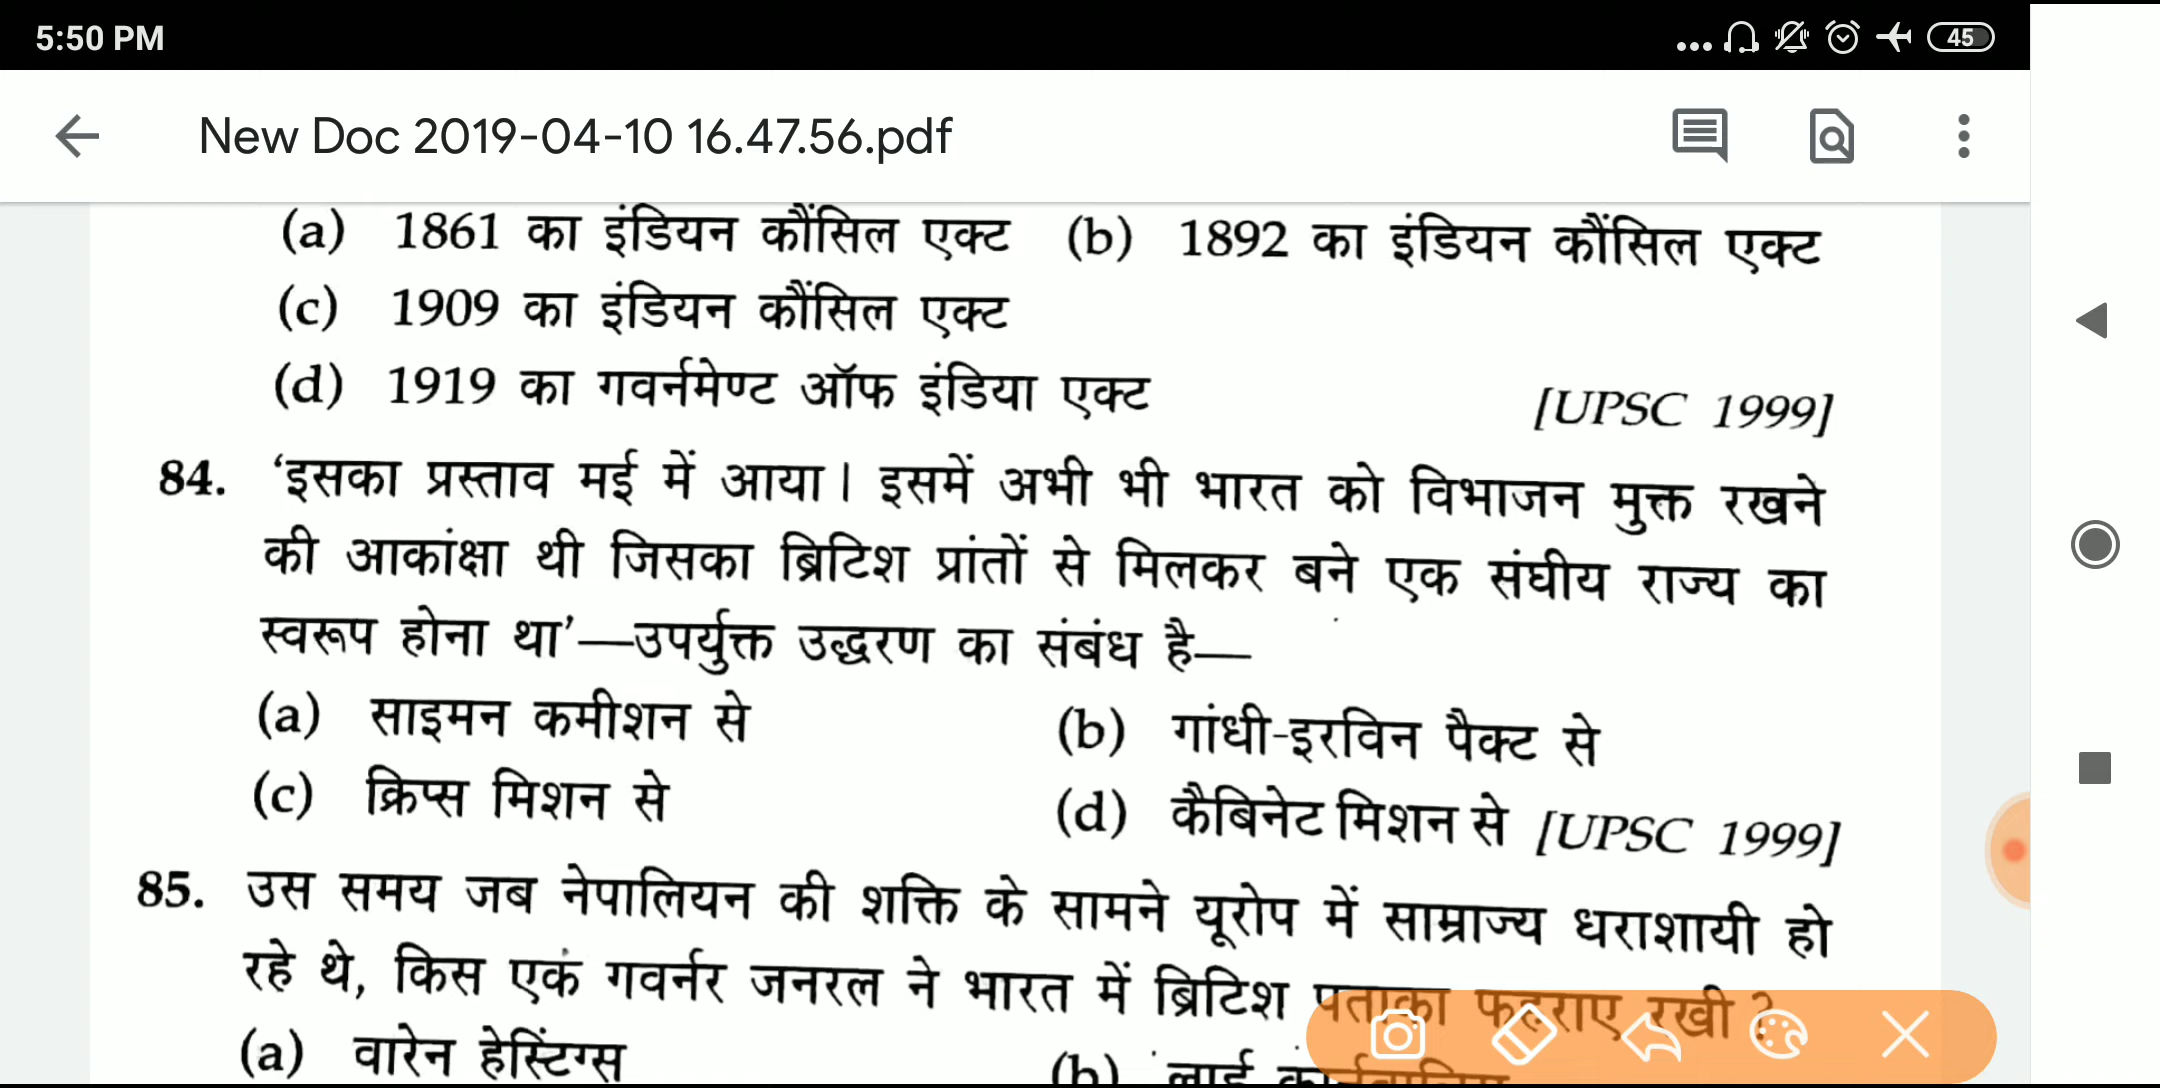 5:50 PM
45
New Doc 2019-04-10 16.47.56.pdf
(a) 1861 का इंडियन कौंसिल एक्ट (b) 1892 का इंडियन कौंसिल एक्ट
(c) 1909 का इंडियन कौंसिल एक्ट
(d) 1919 का गवर्नमेण्ट ऑफ इंडिया एक्ट [UPSC 1999]
84. ‘इसका प्रस्ताव मई में आया। इसमें अभी भी भारत को विभाजन मुक्त रखने
की आकांक्षा थी जिसका ब्रिटिश प्रांतों से मिलकर बने एक संघीय राज्य का
स्वरूप होना था’—उपर्युक्त उद्धरण का संबंध है—
(a) साइमन कमीशन से (b) गांधी-इरविन पैक्ट से
(c) क्रिप्स मिशन से (d) कैबिनेट मिशन से [UPSC 1999]
85. उस समय जब नेपालियन की शक्ति के सामने यूरोप में साम्राज्य धराशायी हो
रहे थे, किस एक गवर्नर जनरल ने भारत में ब्रिटिश पताका फहराए रखी ?
(a) वारेन हेस्टिंग्स (b) लार्ड कार्नवालिस